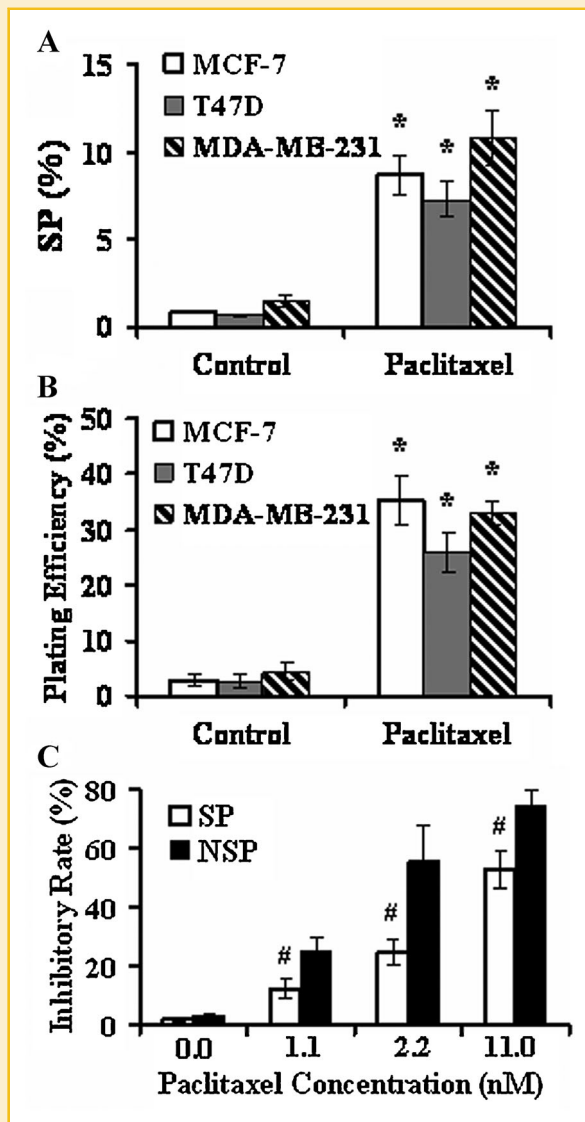 A
15
10
5
0
SP (%)
MCF-7
T47D
MDA-MB-231
*
*
*
Control
Paclitaxel
B
50
40
30
20
10
0
Plating Efficiency (%)
MCF-7
T47D
MDA-MB-231
*
*
*
Control
Paclitaxel
C
80
60
40
20
0
Inhibitory Rate (%)
SP
NSP
#
#
#
0.0
1.1
2.2
11.0
Paclitaxel Concentration (nM)